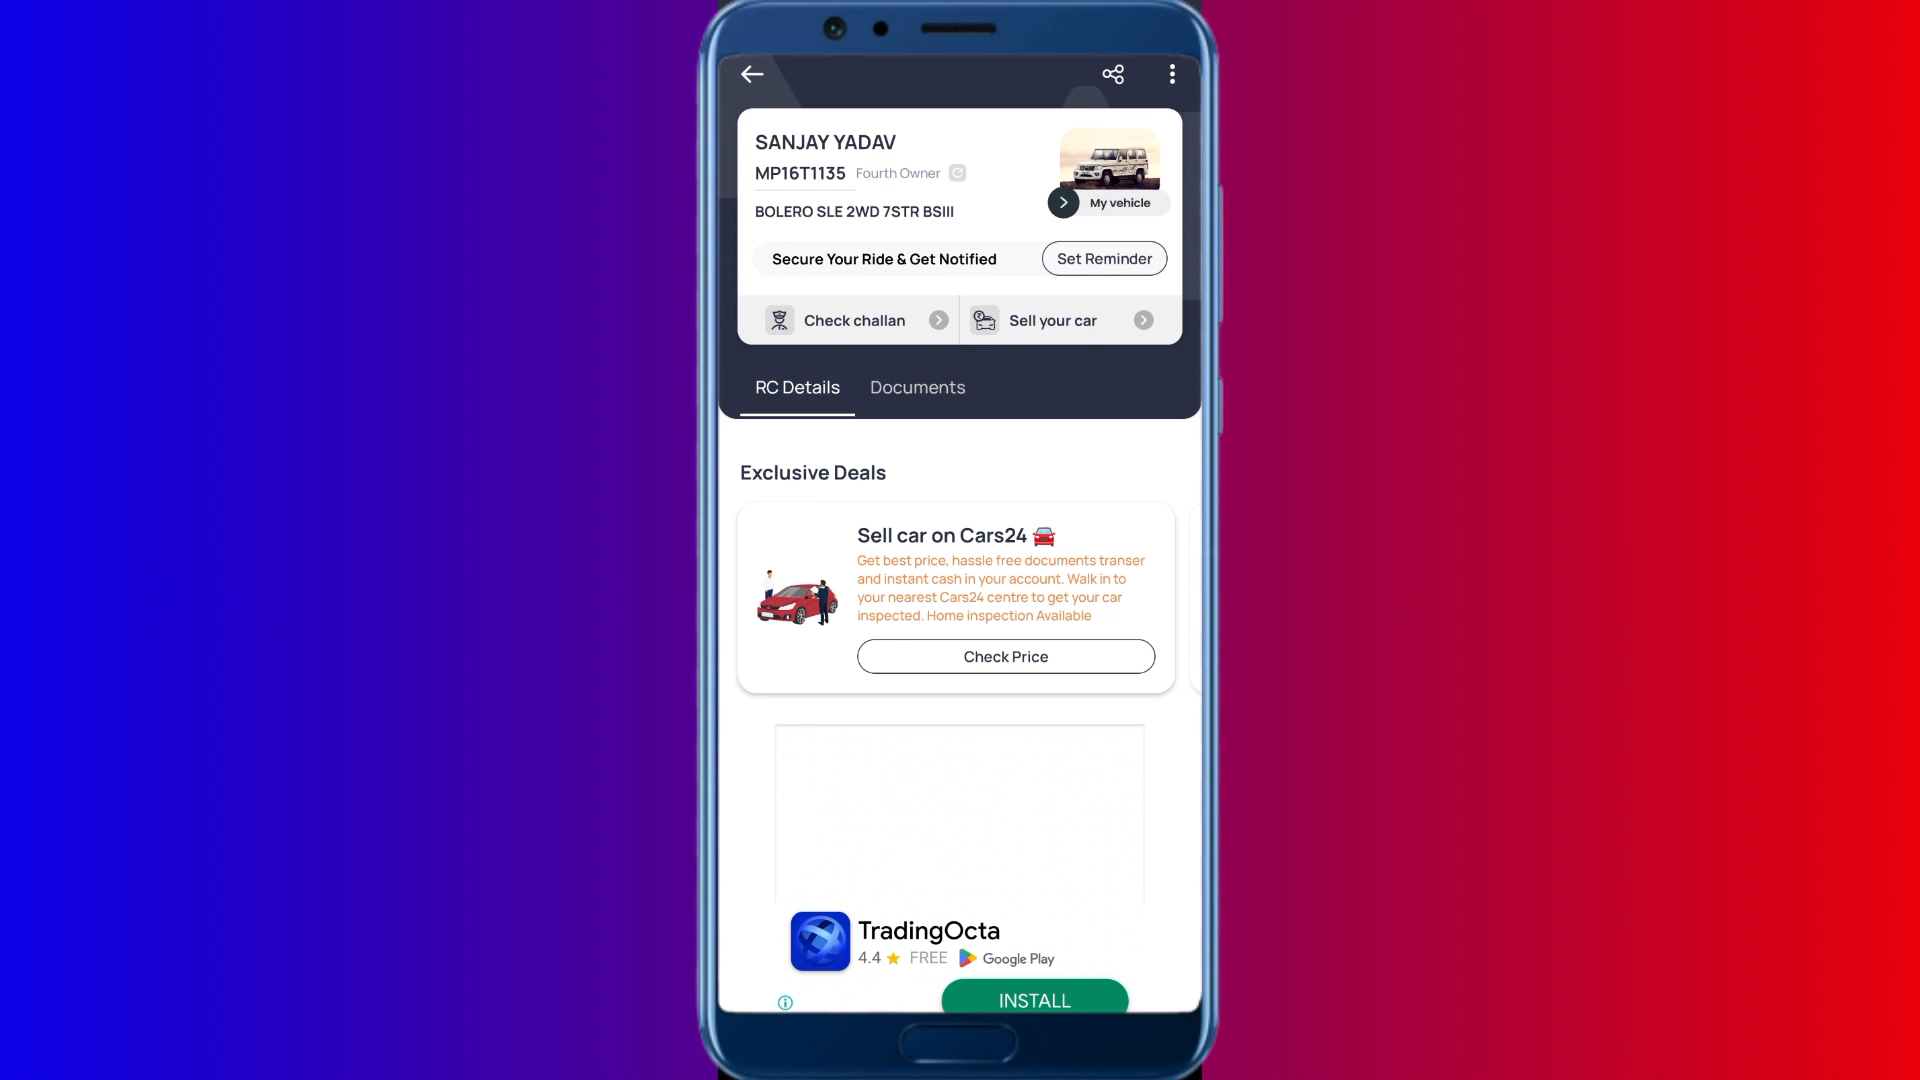 SANJAY YADAV
MP16T1135 Fourth Owner
My vehicle
BOLERO SLE 2WD 7STR BSIII
Secure Your Ride & Get Notified Set Reminder
Check challan Sell your car
RC Details Documents
Exclusive Deals
Sell car on Cars24
Get best price, hassle free documents transer
and instant cash in your account. Walk in to
your nearest Cars24 centre to get your car
inspected. Home inspection Available
Check Price
TradingOcta
4.4 FREE Google Play
INSTALL